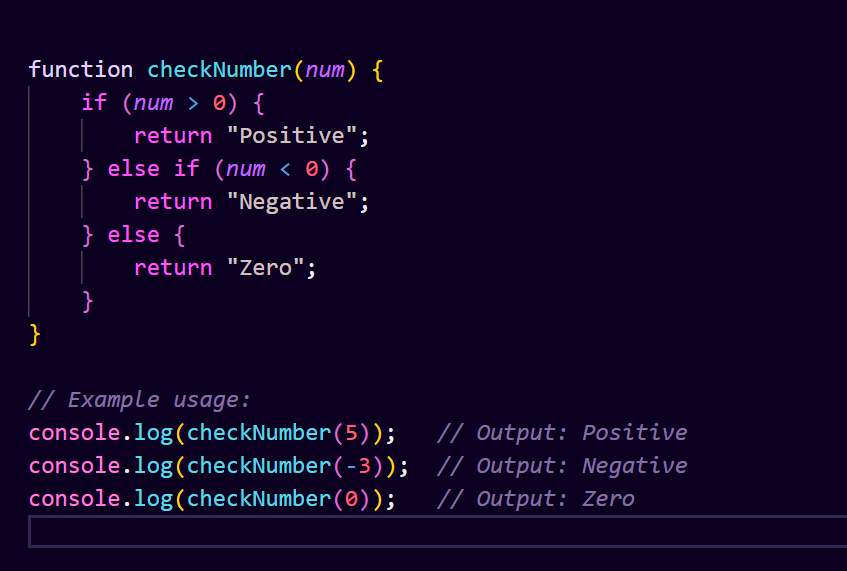 function checkNumber(num) {
    if (num > 0) {
        return "Positive";
    } else if (num < 0) {
        return "Negative";
    } else {
        return "Zero";
    }
}

// Example usage:
console.log(checkNumber(5));   // Output: Positive
console.log(checkNumber(-3));  // Output: Negative
console.log(checkNumber(0));   // Output: Zero